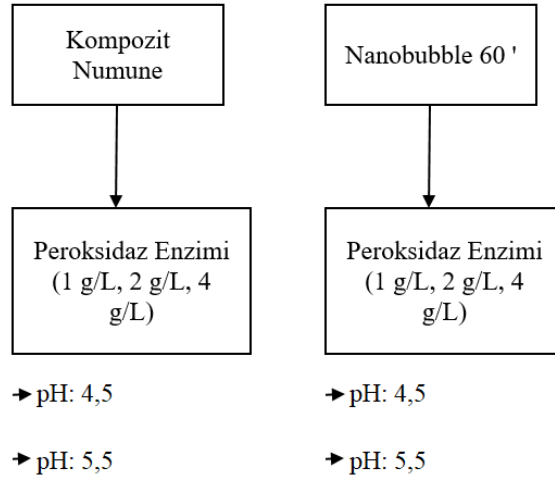 Kompozit
Numune
Nanobubble 60 '
Peroksidaz Enzimi
(1 g/L, 2 g/L, 4
g/L)
Peroksidaz Enzimi
(1 g/L, 2 g/L, 4
g/L)
pH: 4,5
pH: 4,5
pH: 5,5
pH: 5,5